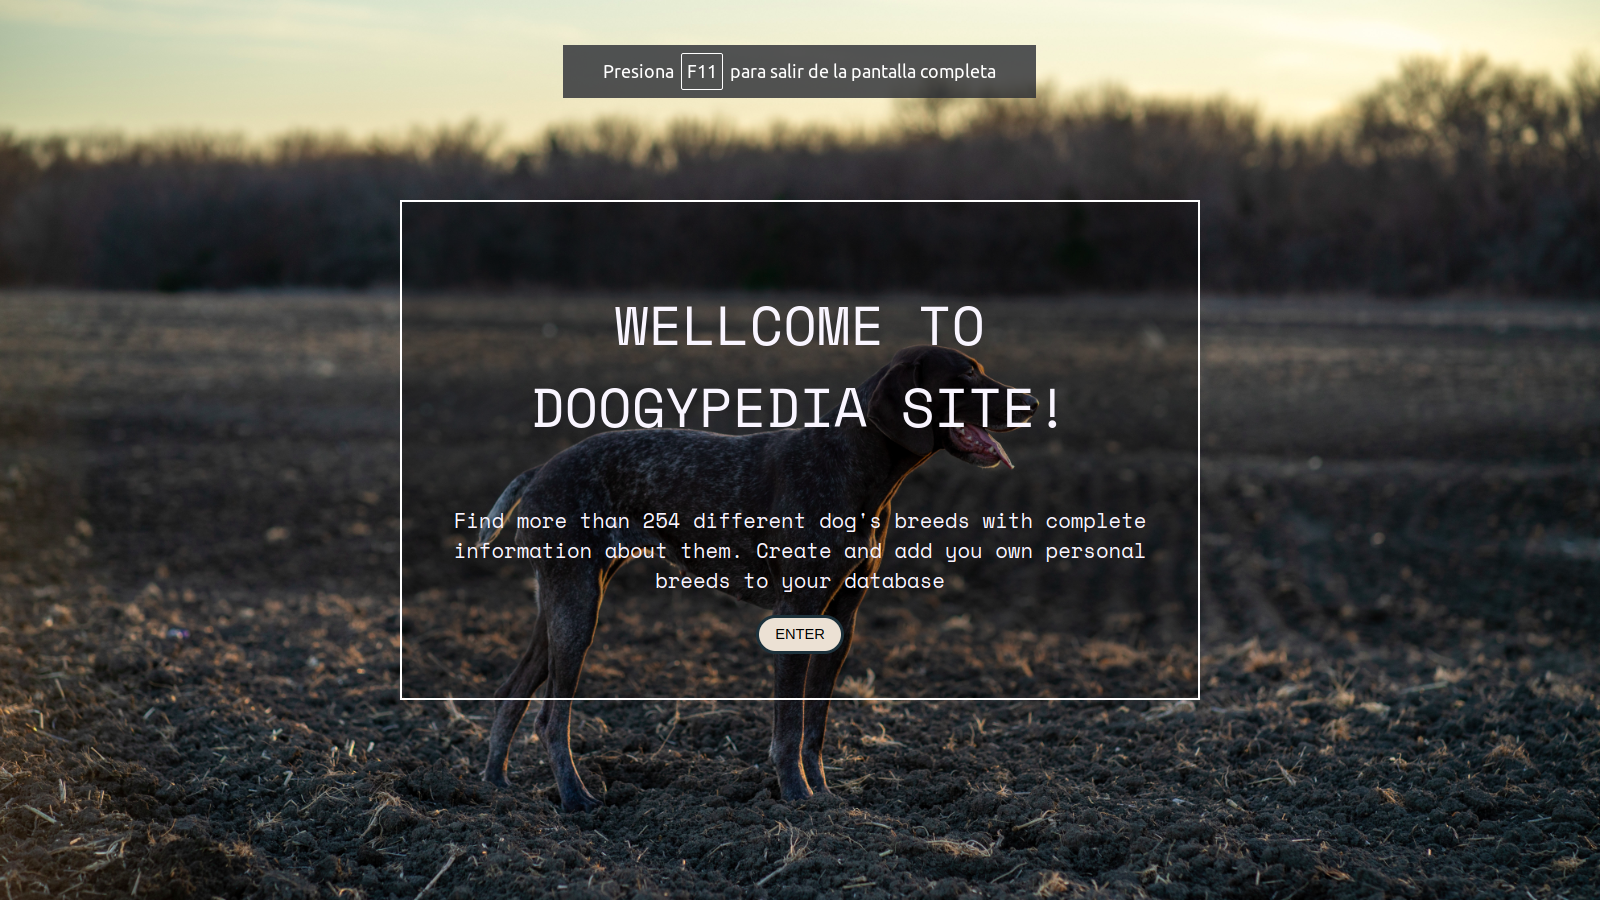 Presiona F11 para salir de la pantalla completa
WELLCOME TO
DOOGYPEDIA SITE!
Find more than 254 different dog's breeds with complete
information about them. Create and add you own personal
breeds to your database
ENTER